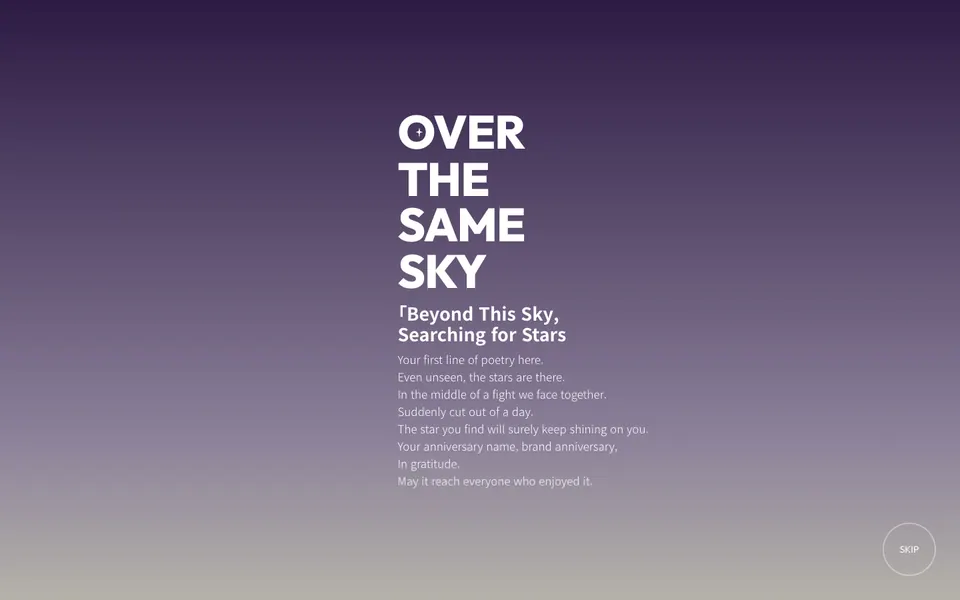 OVER
THE
SAME
SKY
「Beyond This Sky,
Searching for Stars
Your first line of poetry here.
Even unseen, the stars are there.
In the middle of a fight we face together.
Suddenly cut out of a day.
The star you find will surely keep shining on you.
Your anniversary name, brand anniversary,
In gratitude.
May it reach everyone who enjoyed it.
SKIP